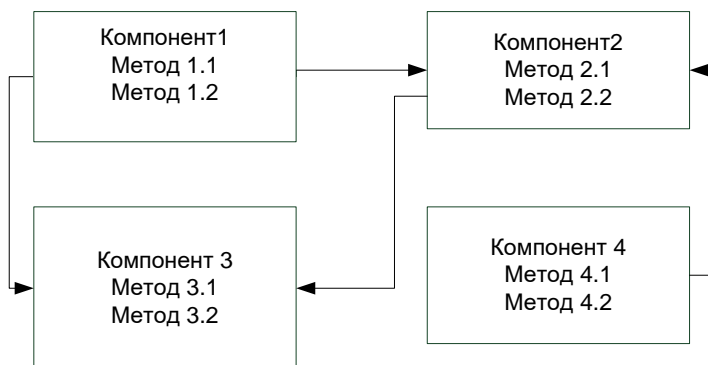 Компонент1
Метод 1.1
Метод 1.2
Компонент2
Метод 2.1
Метод 2.2
Компонент 3
Метод 3.1
Метод 3.2
Компонент 4
Метод 4.1
Метод 4.2